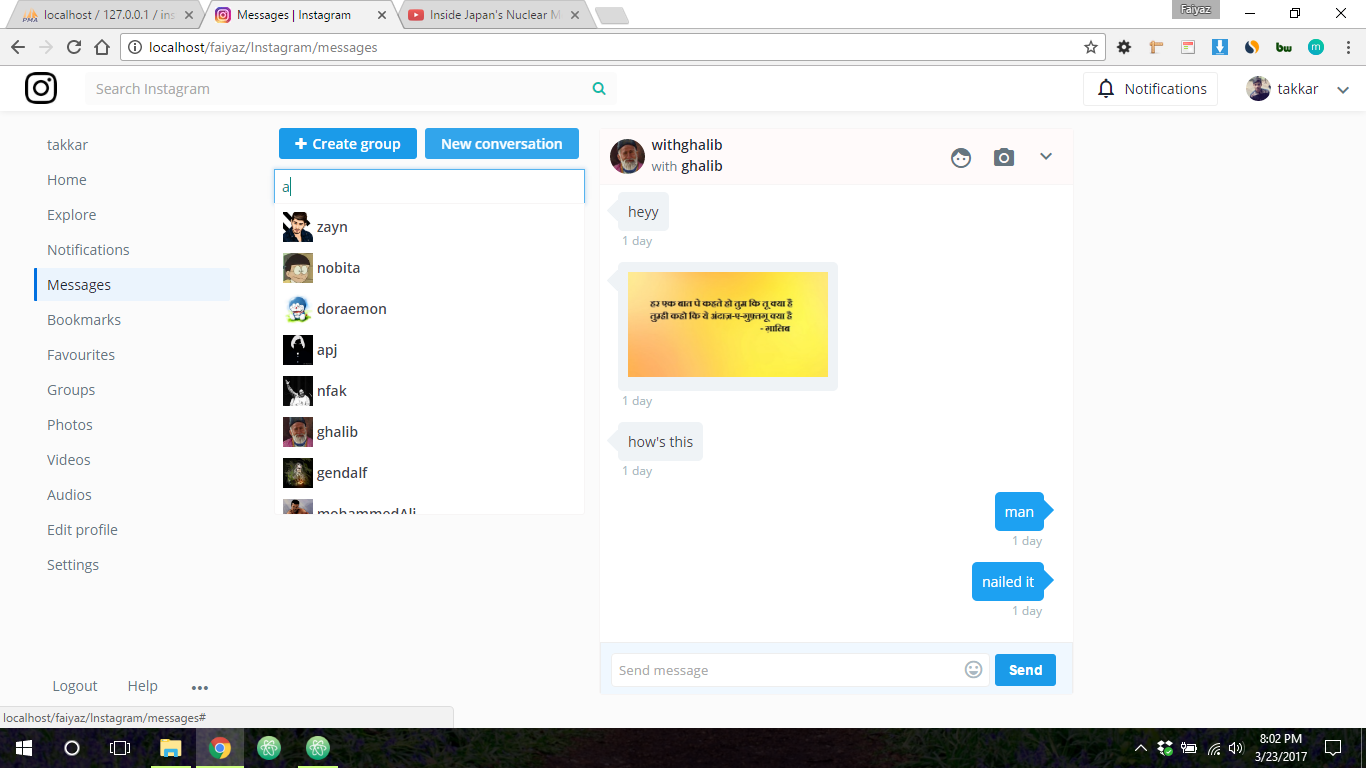 localhost / 127.0.0.1 / ins
Messages | Instagram
Inside Japan's Nuclear M
Faiyaz
localhost/faiyaz/Instagram/messages
bw
m
Search Instagram
Notifications
takkar
takkar
Home
Explore
Notifications
Messages
Bookmarks
Favourites
Groups
Photos
Videos
Audios
Edit profile
Settings
Logout Help
Create group
New conversation
a
zayn
nobita
doraemon
apj
nfak
ghalib
gendalf
mohammedAli
withghalib
with ghalib
heyy
1 day
हर एक बात पे कहते हो तुम कि तू क्या है
तुम्ही कहो कि ये अंदाज़-ए-गुफ़्तगू क्या है
- ग़ालिब
1 day
how's this
1 day
man
1 day
nailed it
1 day
Send message
Send
localhost/faiyaz/Instagram/messages#
8:02 PM
3/23/2017